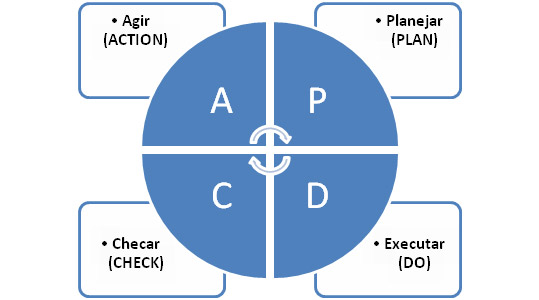 • Agir
(ACTION)
• Planejar
(PLAN)
A
P
C
D
• Checar
(CHECK)
• Executar
(DO)